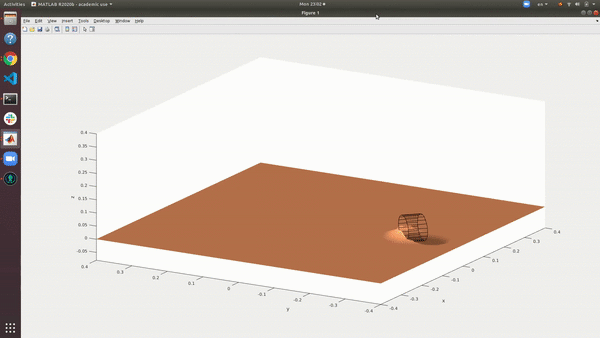 Activities MATLAB R2020b - academic use Mon 23:02
Figure 1
File Edit View Insert Tools Desktop Window Help
0.4
0.35
0.3
0.25
0.2
0.15
0.1
0.05
0
-0.05
z
0.4 0.3 0.2 0.1 0 -0.1 -0.2 -0.3 -0.4
y
-0.4 -0.3 -0.2 -0.1 0 0.1 0.2 0.3 0.4
x